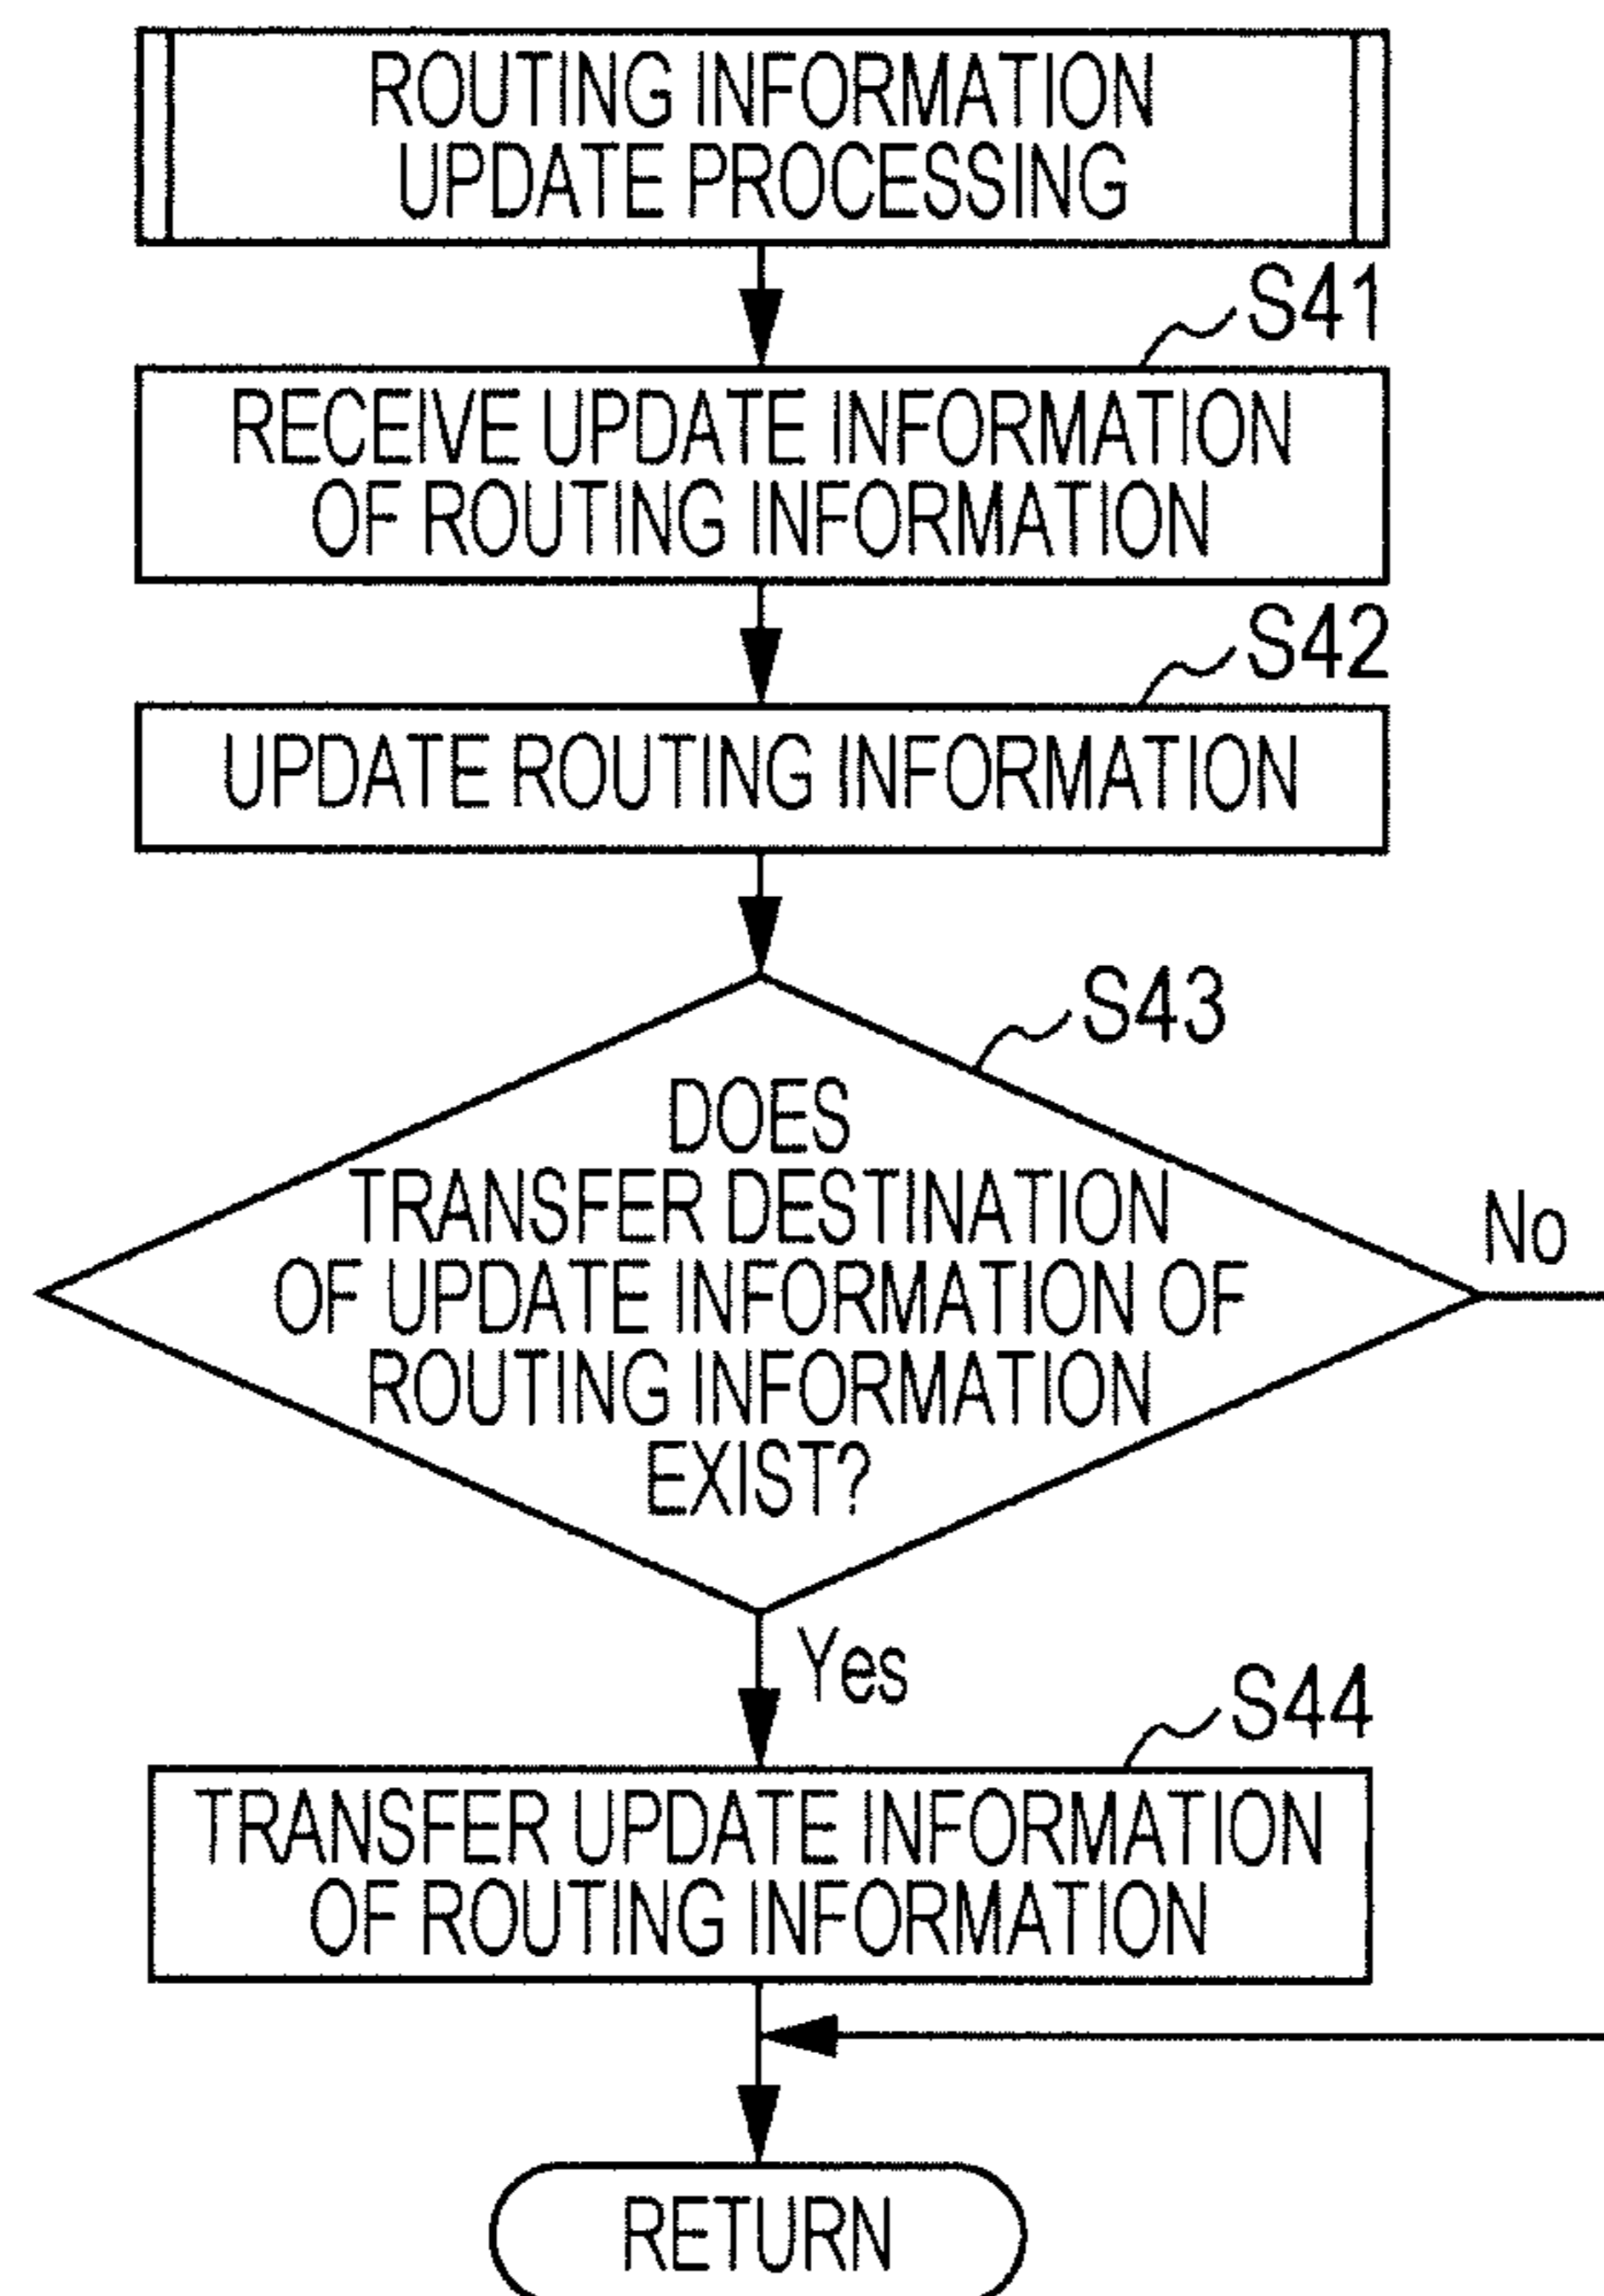 ROUTING INFORMATION
UPDATE PROCESSING
S41
RECEIVE UPDATE INFORMATION
OF ROUTING INFORMATION
S42
UPDATE ROUTING INFORMATION
S43
DOES
TRANSFER DESTINATION
OF UPDATE INFORMATION OF
ROUTING INFORMATION
EXIST?
No
Yes
S44
TRANSFER UPDATE INFORMATION
OF ROUTING INFORMATION
RETURN